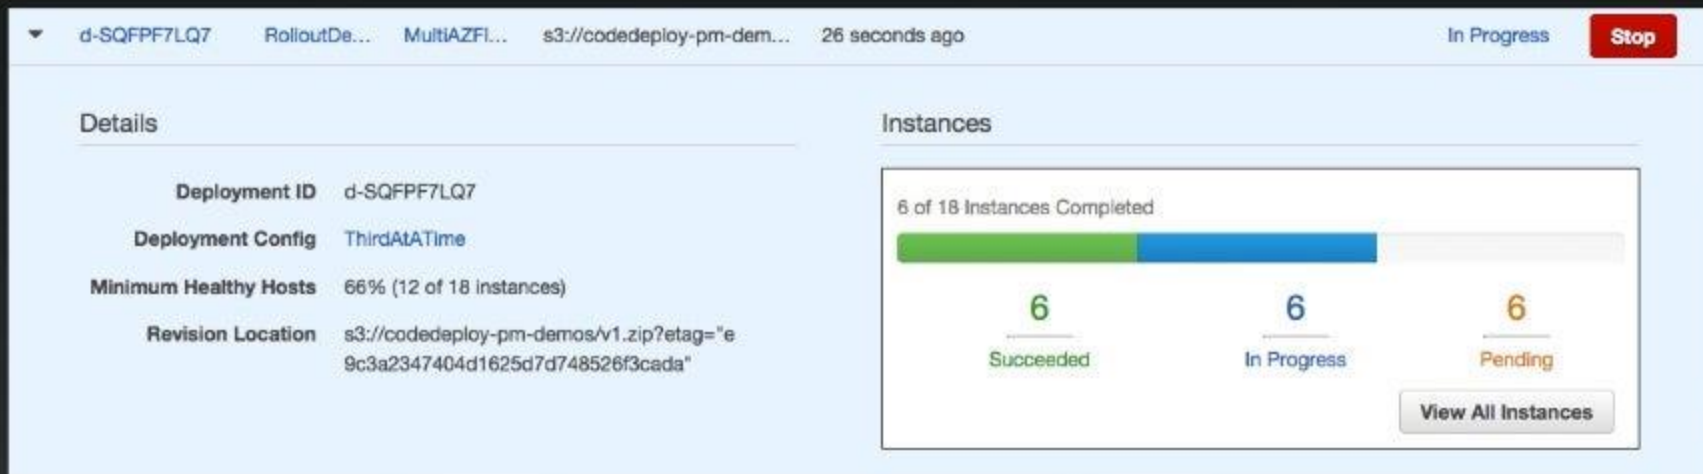 d-SQFPF7LQ7 RolloutDe... MultiAZFl... s3://codedeploy-pm-dem... 26 seconds ago In Progress Stop
Details
Deployment ID d-SQFPF7LQ7
Deployment Config ThirdAtATime
Minimum Healthy Hosts 66% (12 of 18 instances)
Revision Location s3://codedeploy-pm-demos/v1.zip?etag="e
9c3a2347404d1625d7d748526f3cada"
Instances
6 of 18 Instances Completed
6 6 6
Succeeded In Progress Pending
View All Instances